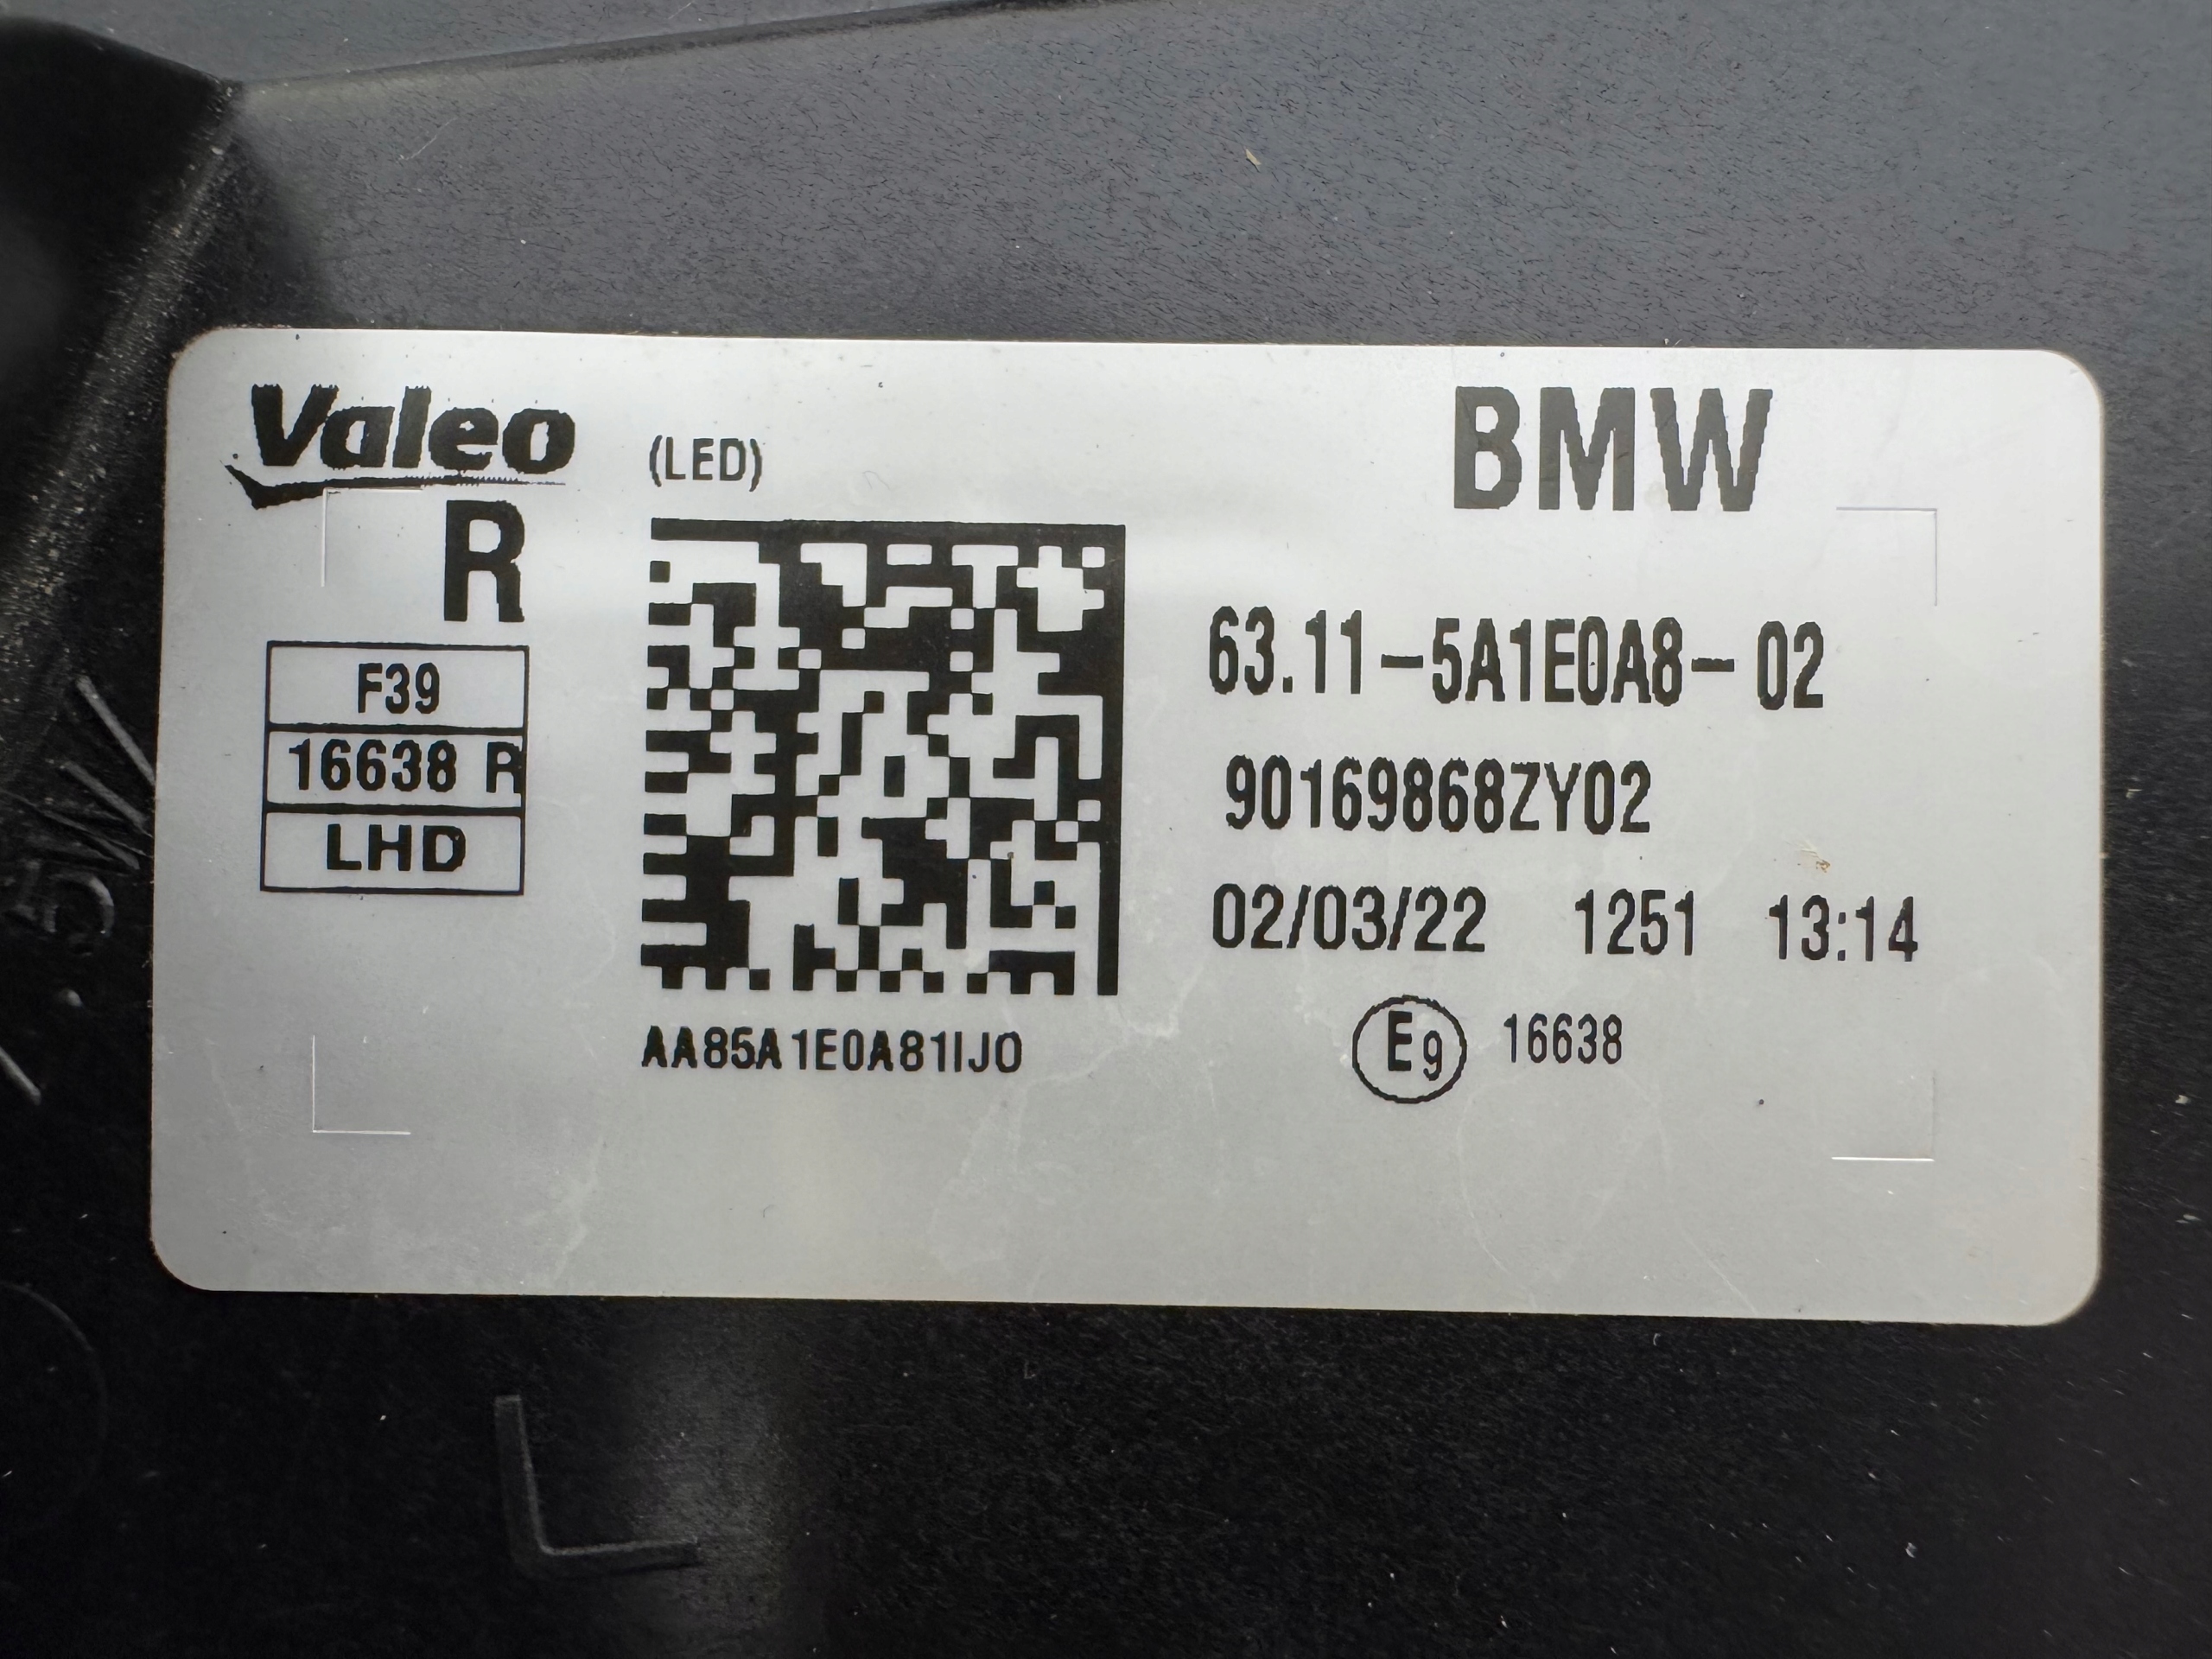 Valeo
(LED)
BMW
R
F39
16638 R
LHD
63.11-5A1E0A8-02
90169868ZY02
02/03/22 1251 13:14
E9 16638
AA85A1E0A81IJ0
L